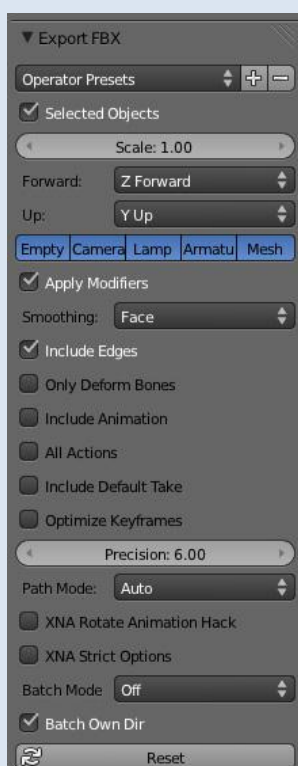 Export FBX
Operator Presets
Selected Objects
Scale: 1.00
Forward: Z Forward
Up: Y Up
Empty Camera Lamp Armatu Mesh
Apply Modifiers
Smoothing: Face
Include Edges
Only Deform Bones
Include Animation
All Actions
Include Default Take
Optimize Keyframes
Precision: 6.00
Path Mode: Auto
XNA Rotate Animation Hack
XNA Strict Options
Batch Mode Off
Batch Own Dir
Reset